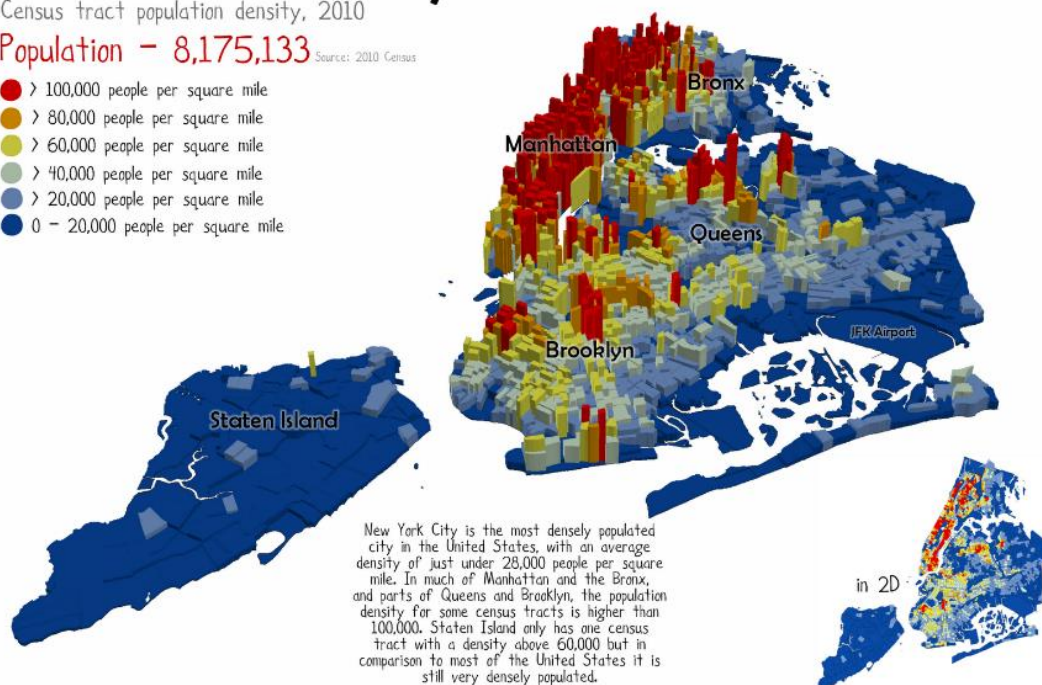 Census tract population density, 2010
Population - 8,175,133 Source: 2010 Census
> 100,000 people per square mile
> 80,000 people per square mile
> 60,000 people per square mile
> 40,000 people per square mile
> 20,000 people per square mile
0 - 20,000 people per square mile
Bronx
Manhattan
Queens
JFK Airport
Brooklyn
Staten Island
New York City is the most densely populated
city in the United States, with an average
density of just under 28,000 people per square
mile. In much of Manhattan and the Bronx,
and parts of Queens and Brooklyn, the population
density for some census tracts is higher than
100,000. Staten Island only has one census
tract with a density above 60,000 but in
comparison to most of the United States it is
still very densely populated.
in 2D